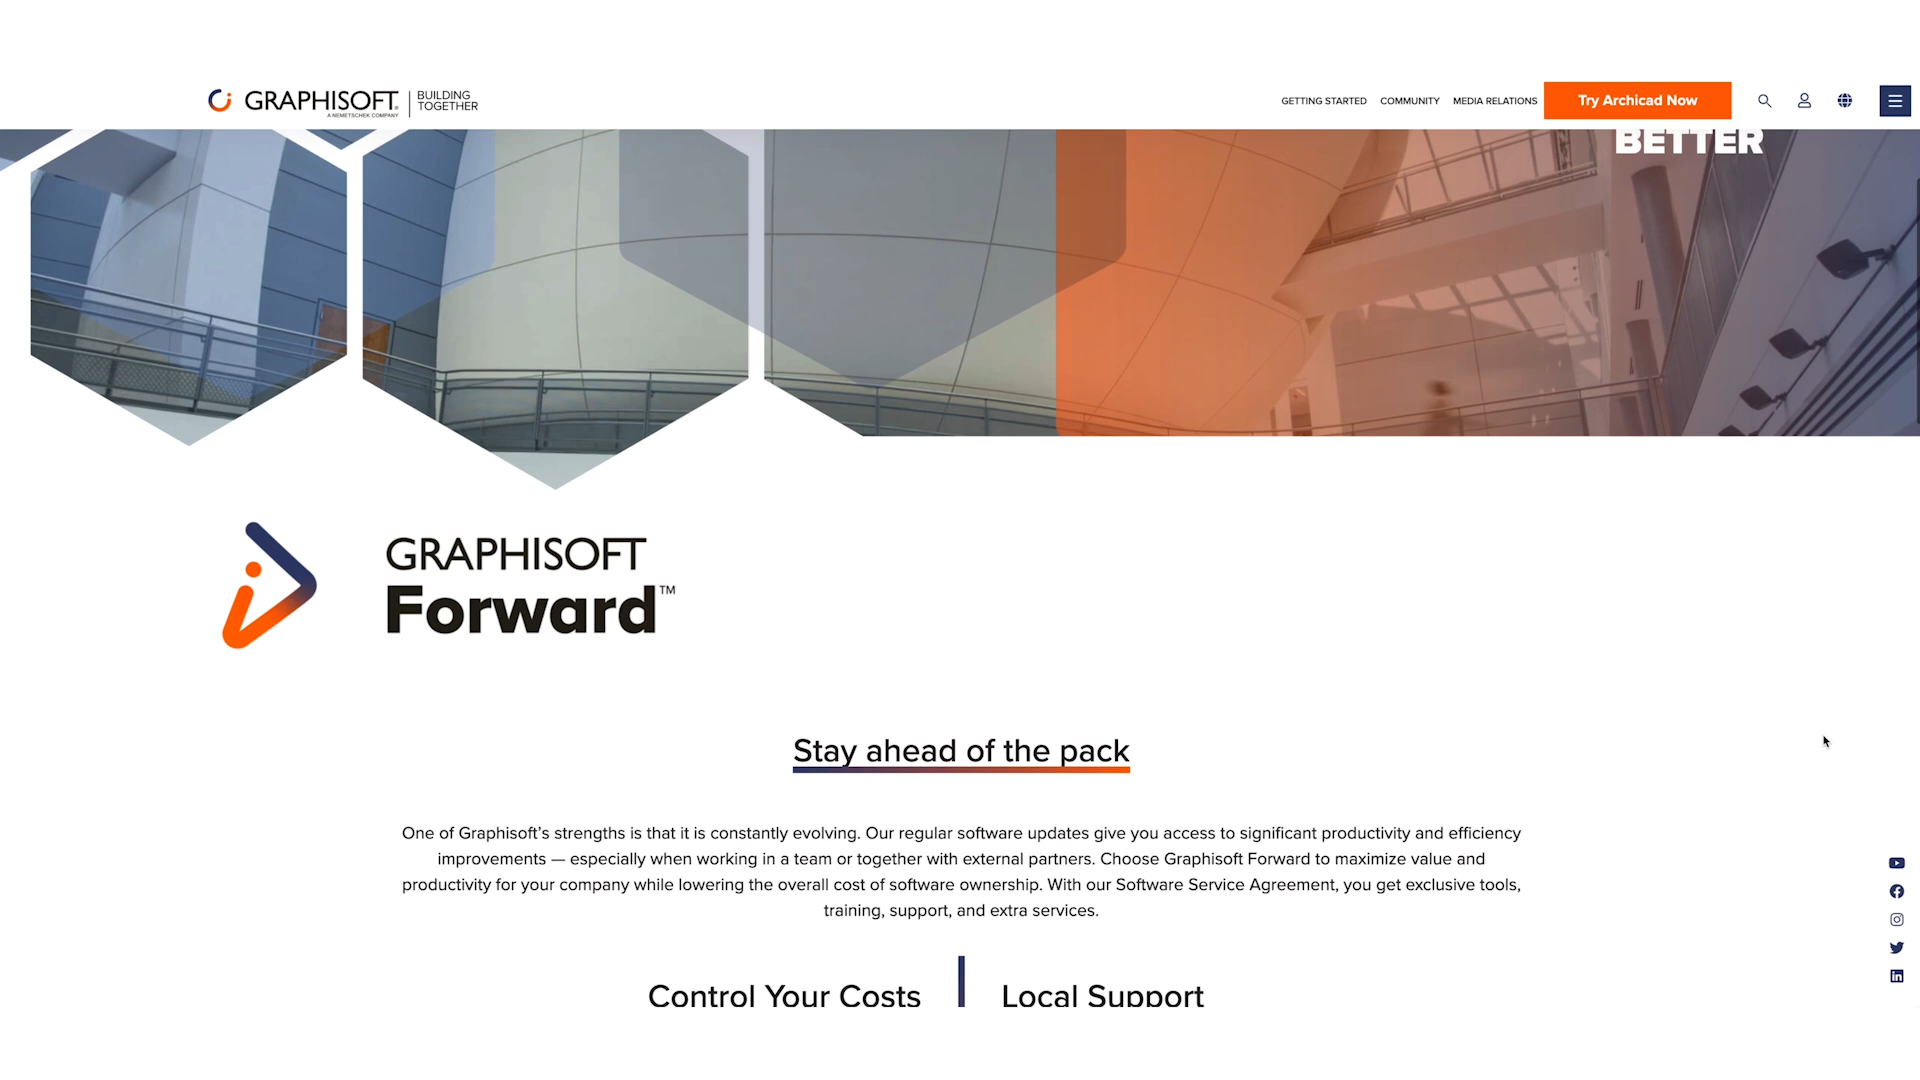 GRAPHISOFT®
A NEMETSCHEK COMPANY
BUILDING
TOGETHER
GETTING STARTED COMMUNITY MEDIA RELATIONS Try Archicad Now
BETTER
GRAPHISOFT
Forward™
Stay ahead of the pack
One of Graphisoft’s strengths is that it is constantly evolving. Our regular software updates give you access to significant productivity and efficiency
improvements — especially when working in a team or together with external partners. Choose Graphisoft Forward to maximize value and
productivity for your company while lowering the overall cost of software ownership. With our Software Service Agreement, you get exclusive tools,
training, support, and extra services.
Control Your Costs Local Support